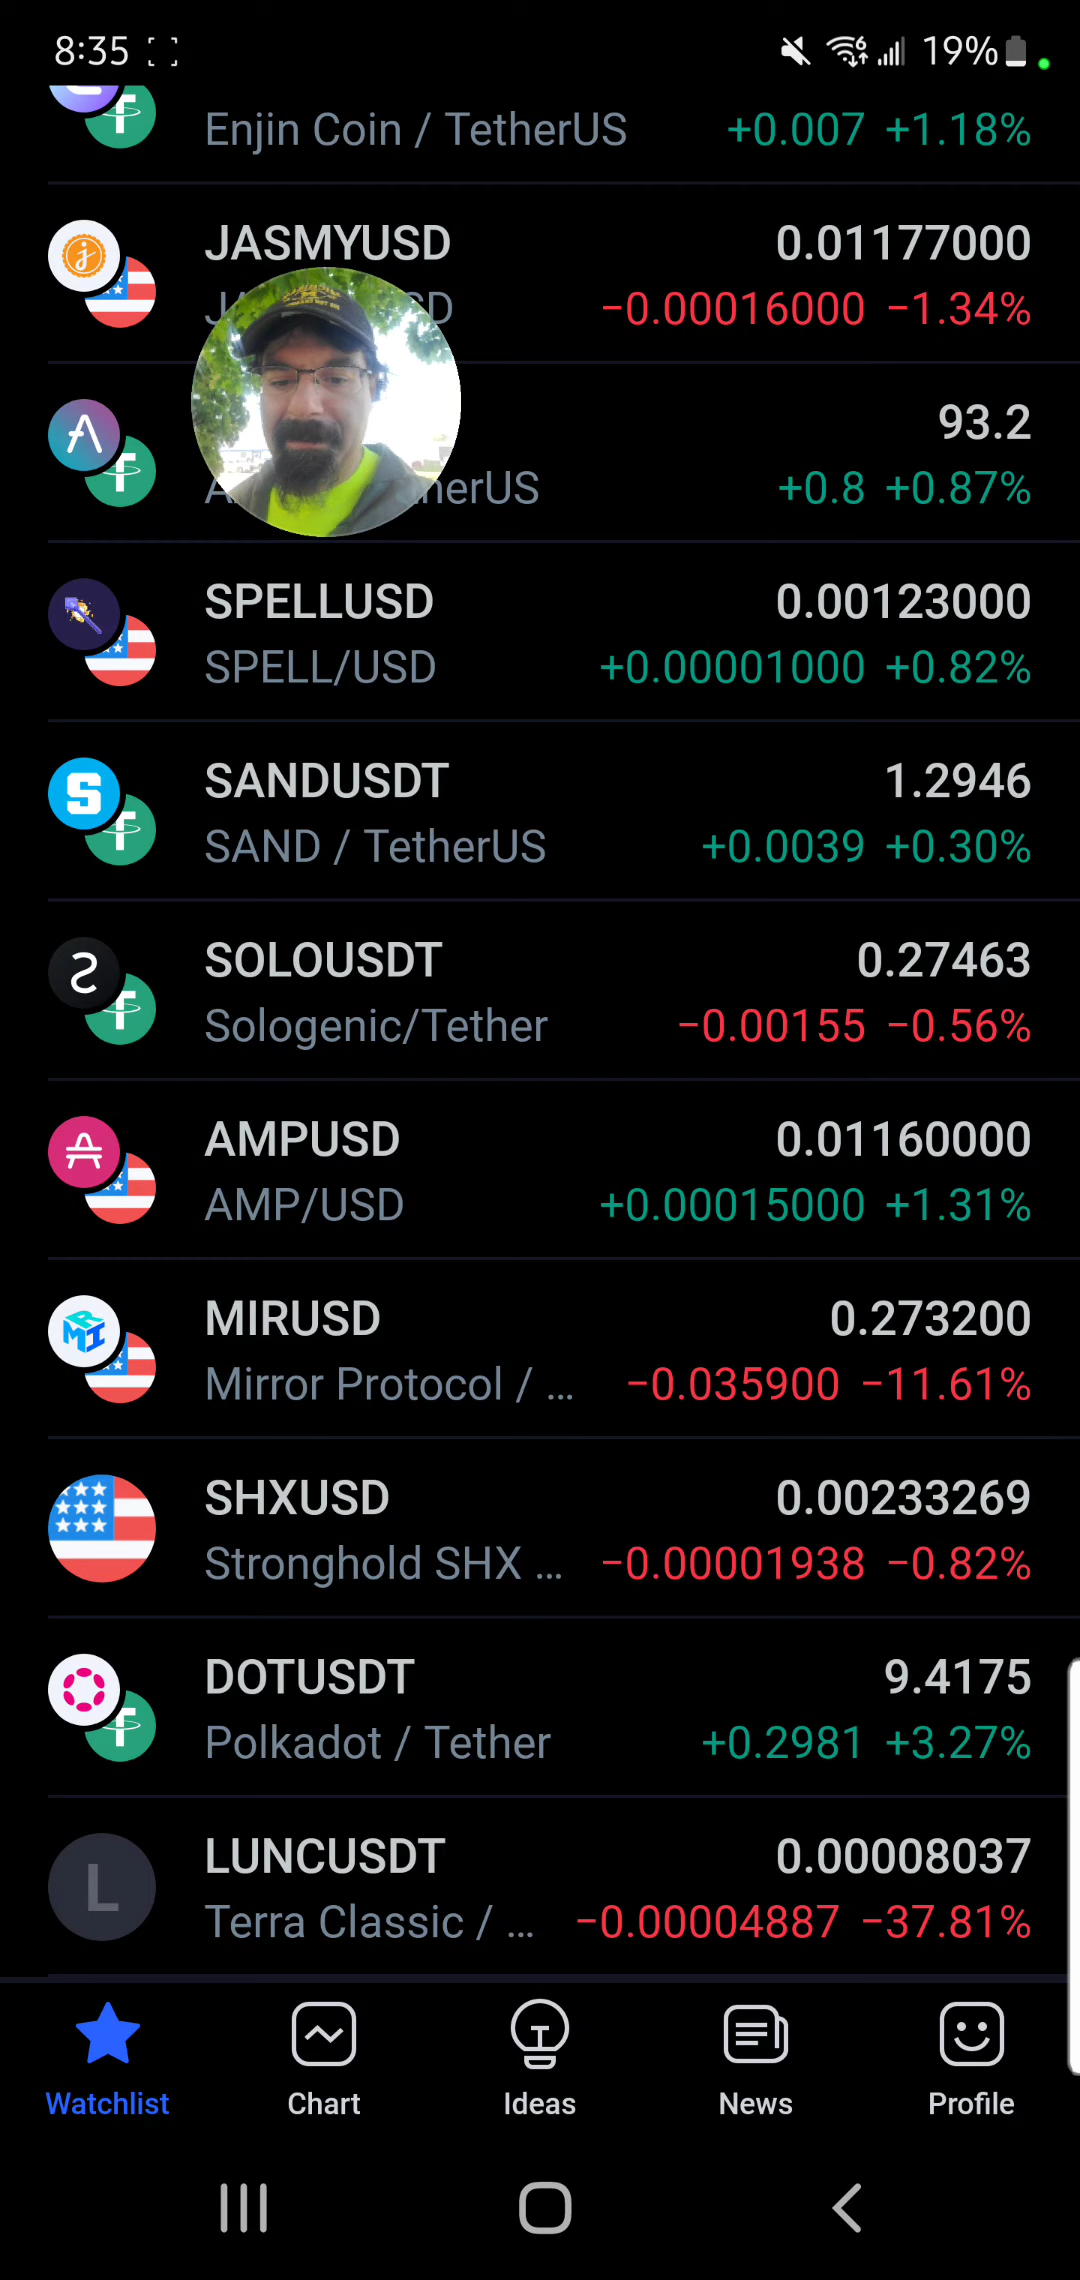 8:35 19%
Enjin Coin / TetherUS +0.007 +1.18%
JASMYUSD 0.01177000
−0.00016000 −1.34%
93.2
+0.8 +0.87%
SPELLUSD 0.00123000
SPELL/USD +0.00001000 +0.82%
SANDUSDT 1.2946
SAND / TetherUS +0.0039 +0.30%
SOLOUSDT 0.27463
Sologenic/Tether −0.00155 −0.56%
AMPUSD 0.01160000
AMP/USD +0.00015000 +1.31%
MIRUSD 0.273200
Mirror Protocol / ... −0.035900 −11.61%
SHXUSD 0.00233269
Stronghold SHX ... −0.00001938 −0.82%
DOTUSDT 9.4175
Polkadot / Tether +0.2981 +3.27%
L
LUNCUSDT 0.00008037
Terra Classic / ... −0.00004887 −37.81%
Watchlist Chart Ideas News Profile